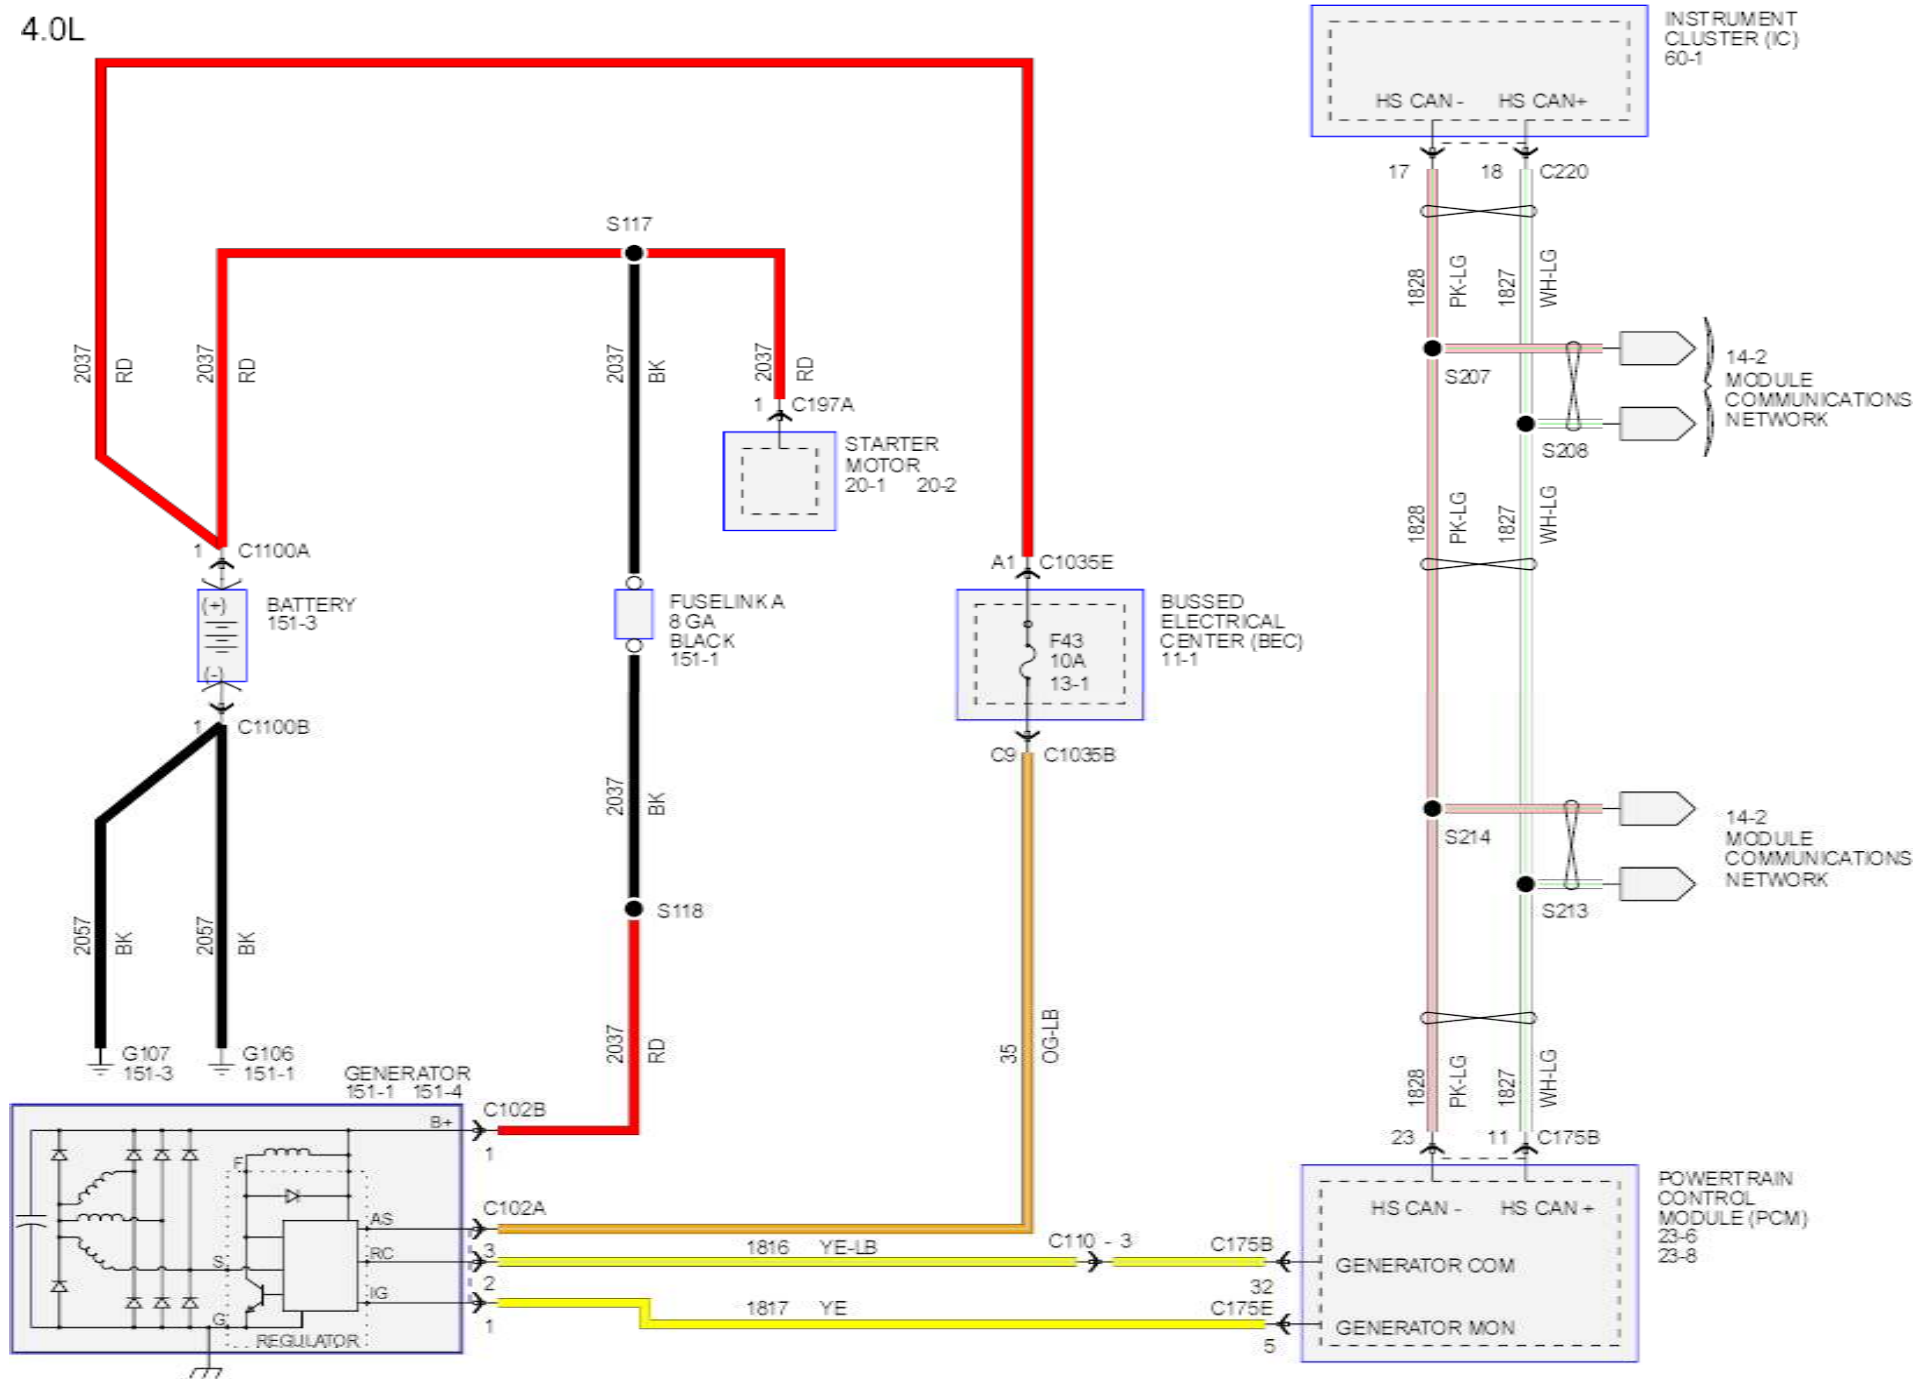 4.0L
INSTRUMENT
CLUSTER (IC)
60-1
HS CAN - HS CAN+
17 18 C220
S117
1828 PK-LG 1827 WH-LG
2037 RD 2037 RD 2037 BK 2037 RD
S207
14-2
MODULE
COMMUNICATIONS
NETWORK
S208
1 C197A
STARTER
MOTOR
20-1 20-2
1828 PK-LG 1827 WH-LG
1 C1100A
A1 C1035E
(+)
(-)
BATTERY
151-3
FUSELINK A
8 GA
BLACK
151-1
F43
10A
13-1
BUSSED
ELECTRICAL
CENTER (BEC)
11-1
1 C1100B
C9 C1035B
2037 BK
S214
14-2
MODULE
COMMUNICATIONS
NETWORK
S213
S118
2057 BK 2057 BK
2037 RD
35 OG-LB
1828 PK-LG 1827 WH-LG
G107
151-3
G106
151-1
GENERATOR
151-1 151-4
B+
C102B
1
23 11 C175B
F
C102A
AS
3
RC
2
IG
1
S
G
REGULATOR
1816 YE-LB
C110 - 3
C175B
32
1817 YE
C175E
5
HS CAN - HS CAN +
GENERATOR COM
GENERATOR MON
POWERTRAIN
CONTROL
MODULE (PCM)
23-6
23-8